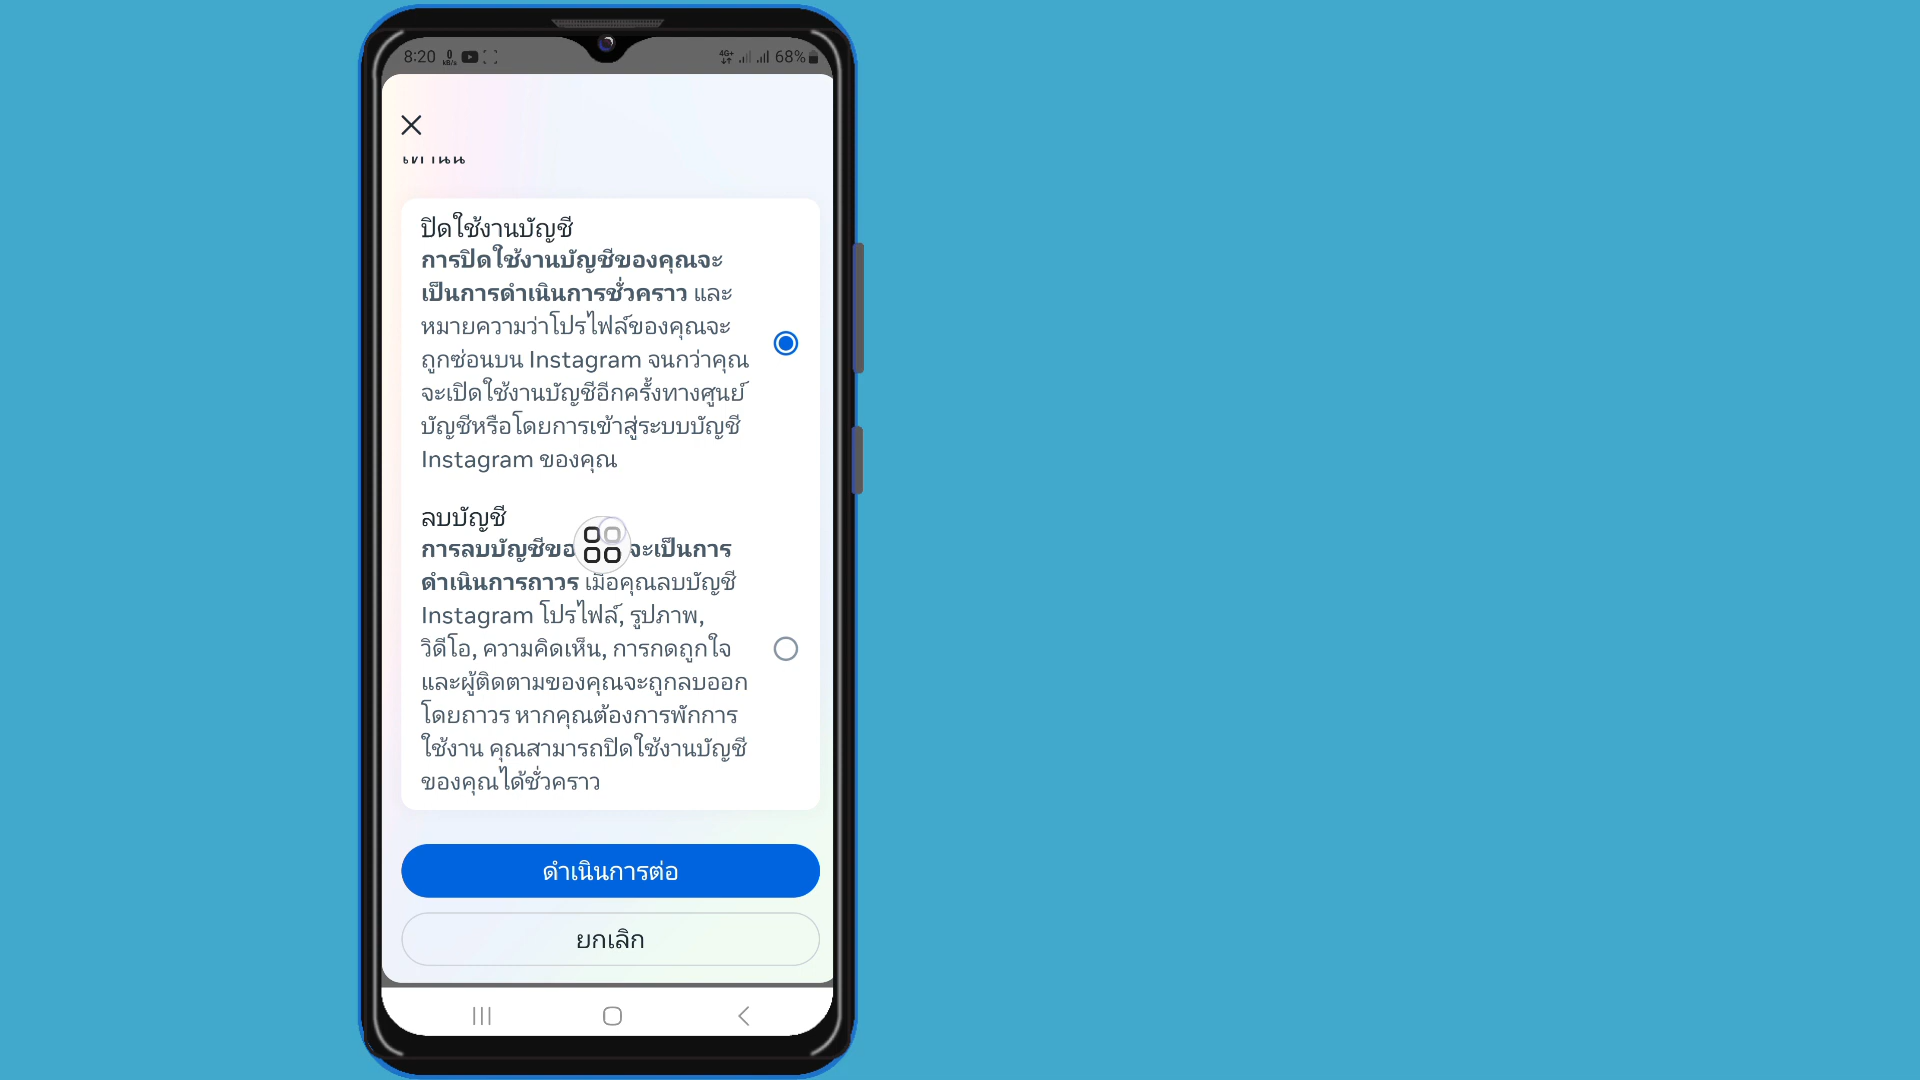 8:20
0
kB/s
4G+
68%
ปิดใช้งานบัญชี
การปิดใช้งานบัญชีของคุณจะ
เป็นการดำเนินการชั่วคราว และ
หมายความว่าโปรไฟล์ของคุณจะ
ถูกซ่อนบน Instagram จนกว่าคุณ
จะเปิดใช้งานบัญชีอีกครั้งทางศูนย์
บัญชีหรือโดยการเข้าสู่ระบบบัญชี
Instagram ของคุณ
ลบบัญชี
การลบบัญชีขอ จะเป็นการ
ดำเนินการถาวร เมื่อคุณลบบัญชี
Instagram โปรไฟล์, รูปภาพ,
วิดีโอ, ความคิดเห็น, การกดถูกใจ
และผู้ติดตามของคุณจะถูกลบออก
โดยถาวร หากคุณต้องการพักการ
ใช้งาน คุณสามารถปิดใช้งานบัญชี
ของคุณได้ชั่วคราว
ดำเนินการต่อ
ยกเลิก